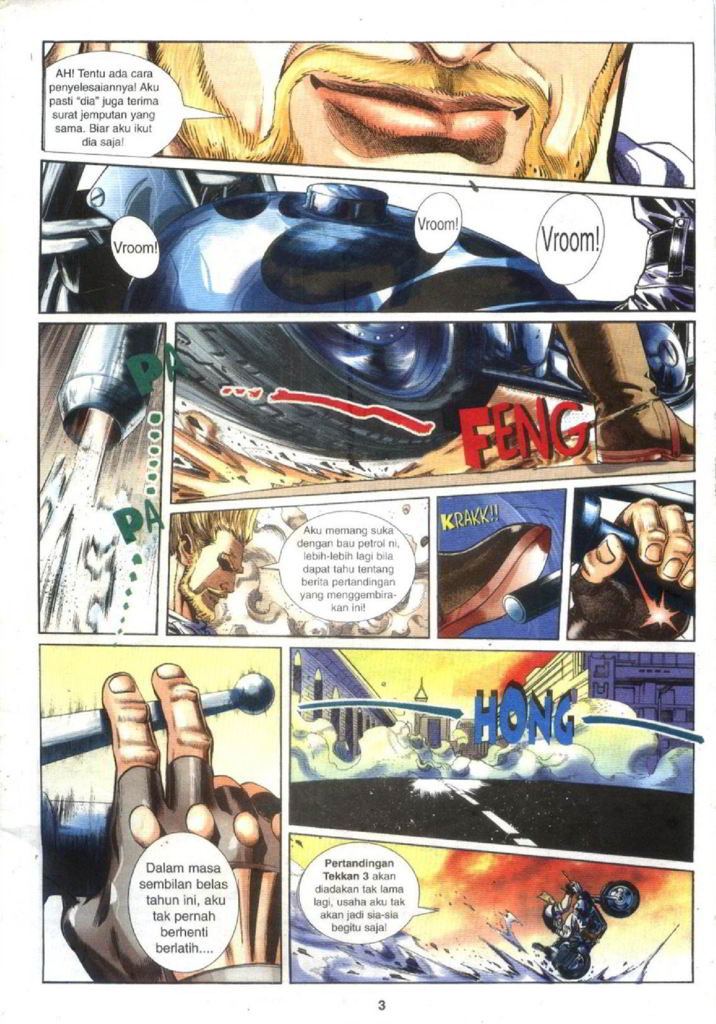 AH! Tentu ada cara
penyelesaiannya! Aku
pasti "dia" juga terima
surat jemputan yang
sama. Biar aku ikut
dia saja!
Vroom!
Vroom!
Vroom!
PA
PA
FENG
Aku memang suka
dengan bau petrol ni,
lebih-lebih lagi bila
dapat tahu tentang
berita pertandingan
yang menggembira-
kan ini!
KRAKK!!
Dalam masa
sembilan belas
tahun ini, aku
tak pernah
berhenti
berlatih....
HONG
Pertandingan
Tekkan 3 akan
diadakan tak lama
lagi, usaha aku tak
akan jadi sia-sia
begitu saja!
3